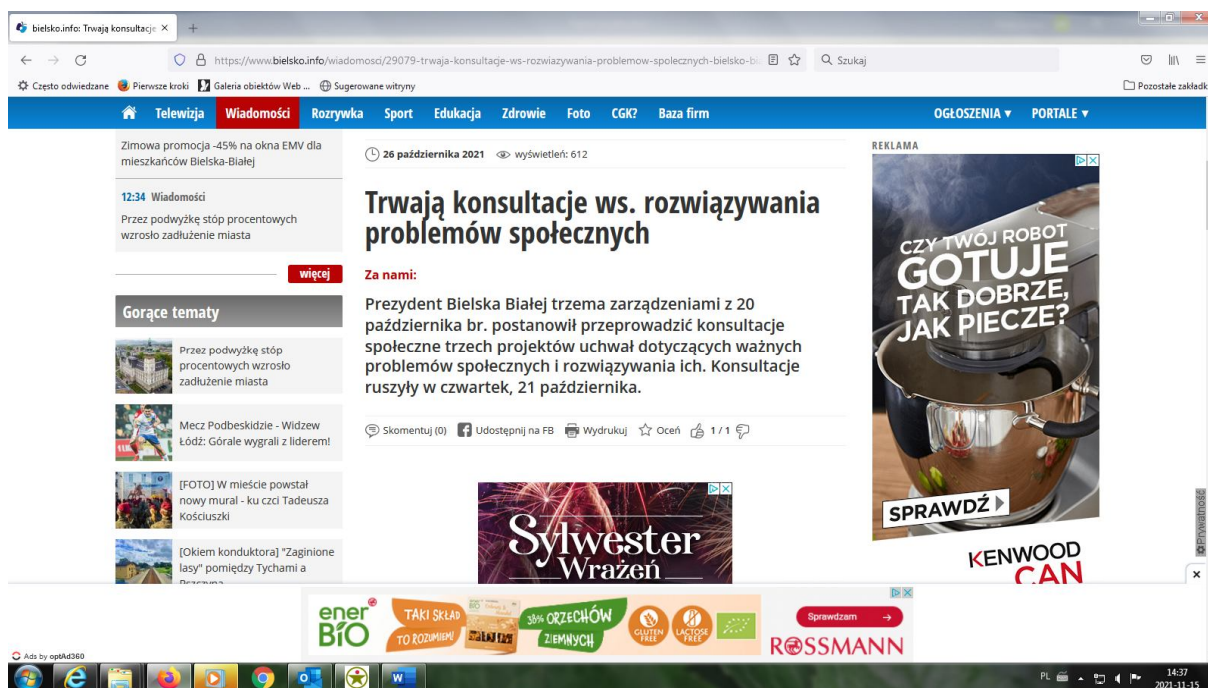 bielsko.info: Trwają konsultacje
https://www.bielsko.info/wiadomosci/29079-trwaja-konsultacje-ws-rozwiazywania-problemow-spolecznych-bielsko-bi
Szukaj
Często odwiedzane Pierwsze kroki Galeria obiektów Web ... Sugerowane witryny Pozostałe zakładk
Telewizja Wiadomości Rozrywka Sport Edukacja Zdrowie Foto CGK? Baza firm OGŁOSZENIA PORTALE
Zimowa promocja -45% na okna EMV dla
mieszkańców Bielska-Białej
12:34 Wiadomości
Przez podwyżkę stóp procentowych
wzrosło zadłużenie miasta
więcej
Gorące tematy
Przez podwyżkę stóp
procentowych wzrosło
zadłużenie miasta
Mecz Podbeskidzie - Widzew
Łódź: Górale wygrali z liderem!
[FOTO] W mieście powstał
nowy mural - ku czci Tadeusza
Kościuszki
[Okiem konduktora] "Zaginione
lasy" pomiędzy Tychami a
Pszczyną
26 października 2021 wyświetleń: 612
Trwają konsultacje ws. rozwiązywania
problemów społecznych
Za nami:
Prezydent Bielska Białej trzema zarządzeniami z 20
października br. postanowił przeprowadzić konsultacje
społeczne trzech projektów uchwał dotyczących ważnych
problemów społecznych i rozwiązywania ich. Konsultacje
ruszyły w czwartek, 21 października.
Skomentuj (0) Udostępnij na FB Wydrukuj Oceń 1 / 1
Sylwester
Wrażeń
REKLAMA
CZY TWÓJ ROBOT
GOTUJE
TAK DOBRZE,
JAK PIECZE?
SPRAWDŹ
KENWOOD
CAN
Prywatność
ener
BiO
TAKI SKŁAD
TO ROZUMIEM!
38% ORZECHÓW
ZIEMNYCH
GLUTEN
FREE
LACTOSE
FREE
Sprawdzam
ROSSMANN
Ads by optAd360
PL
14:37
2021-11-15